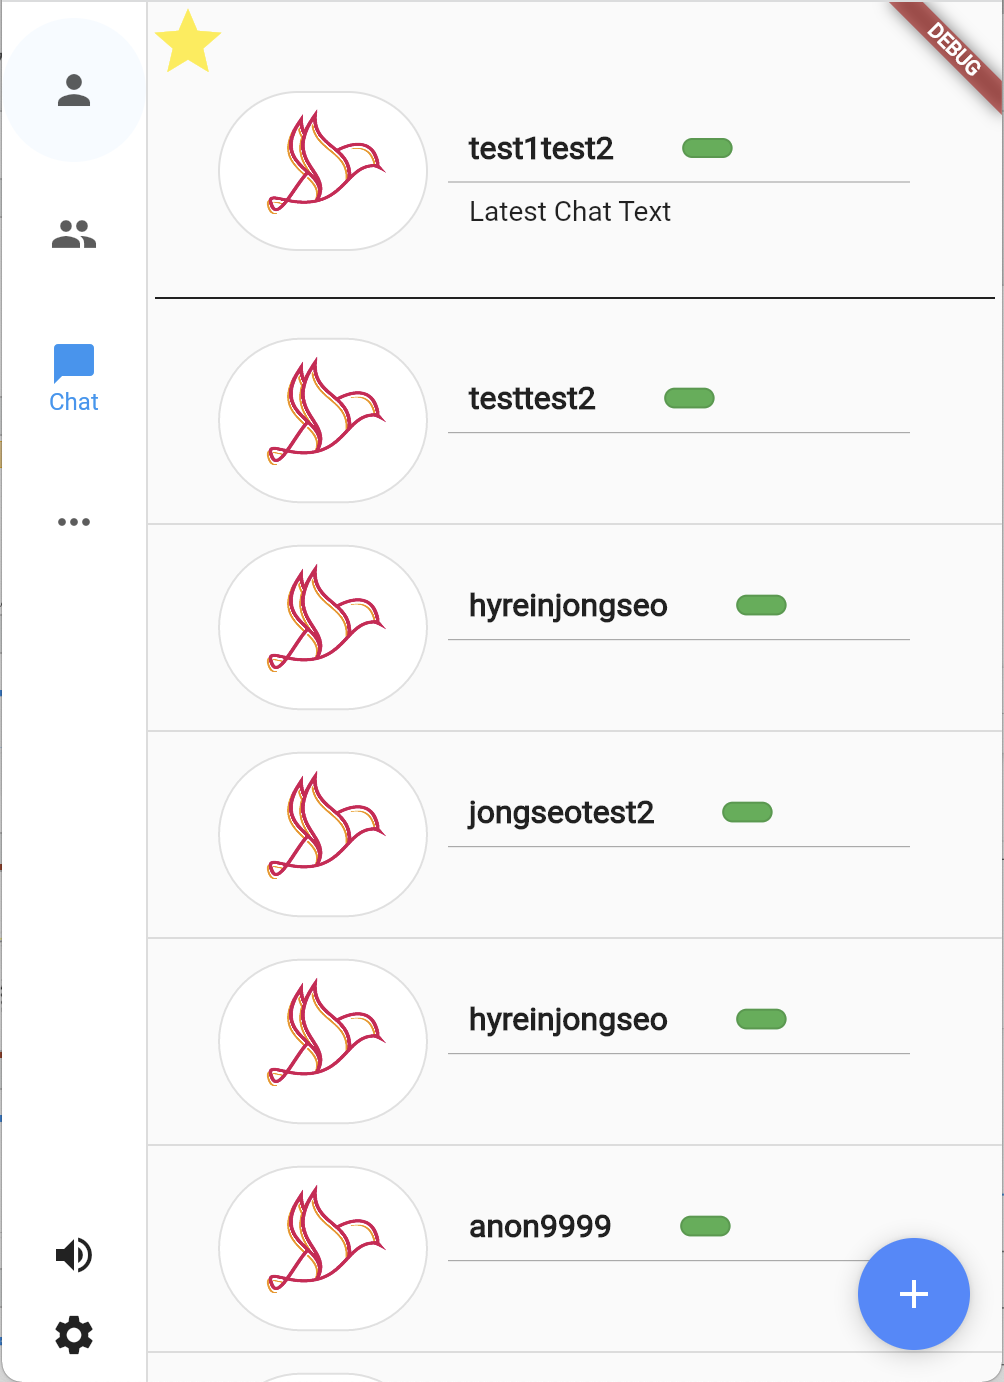 DEBUG
test1test2
Latest Chat Text
testtest2
Chat
hyreinjongseo
jongseotest2
hyreinjongseo
anon9999